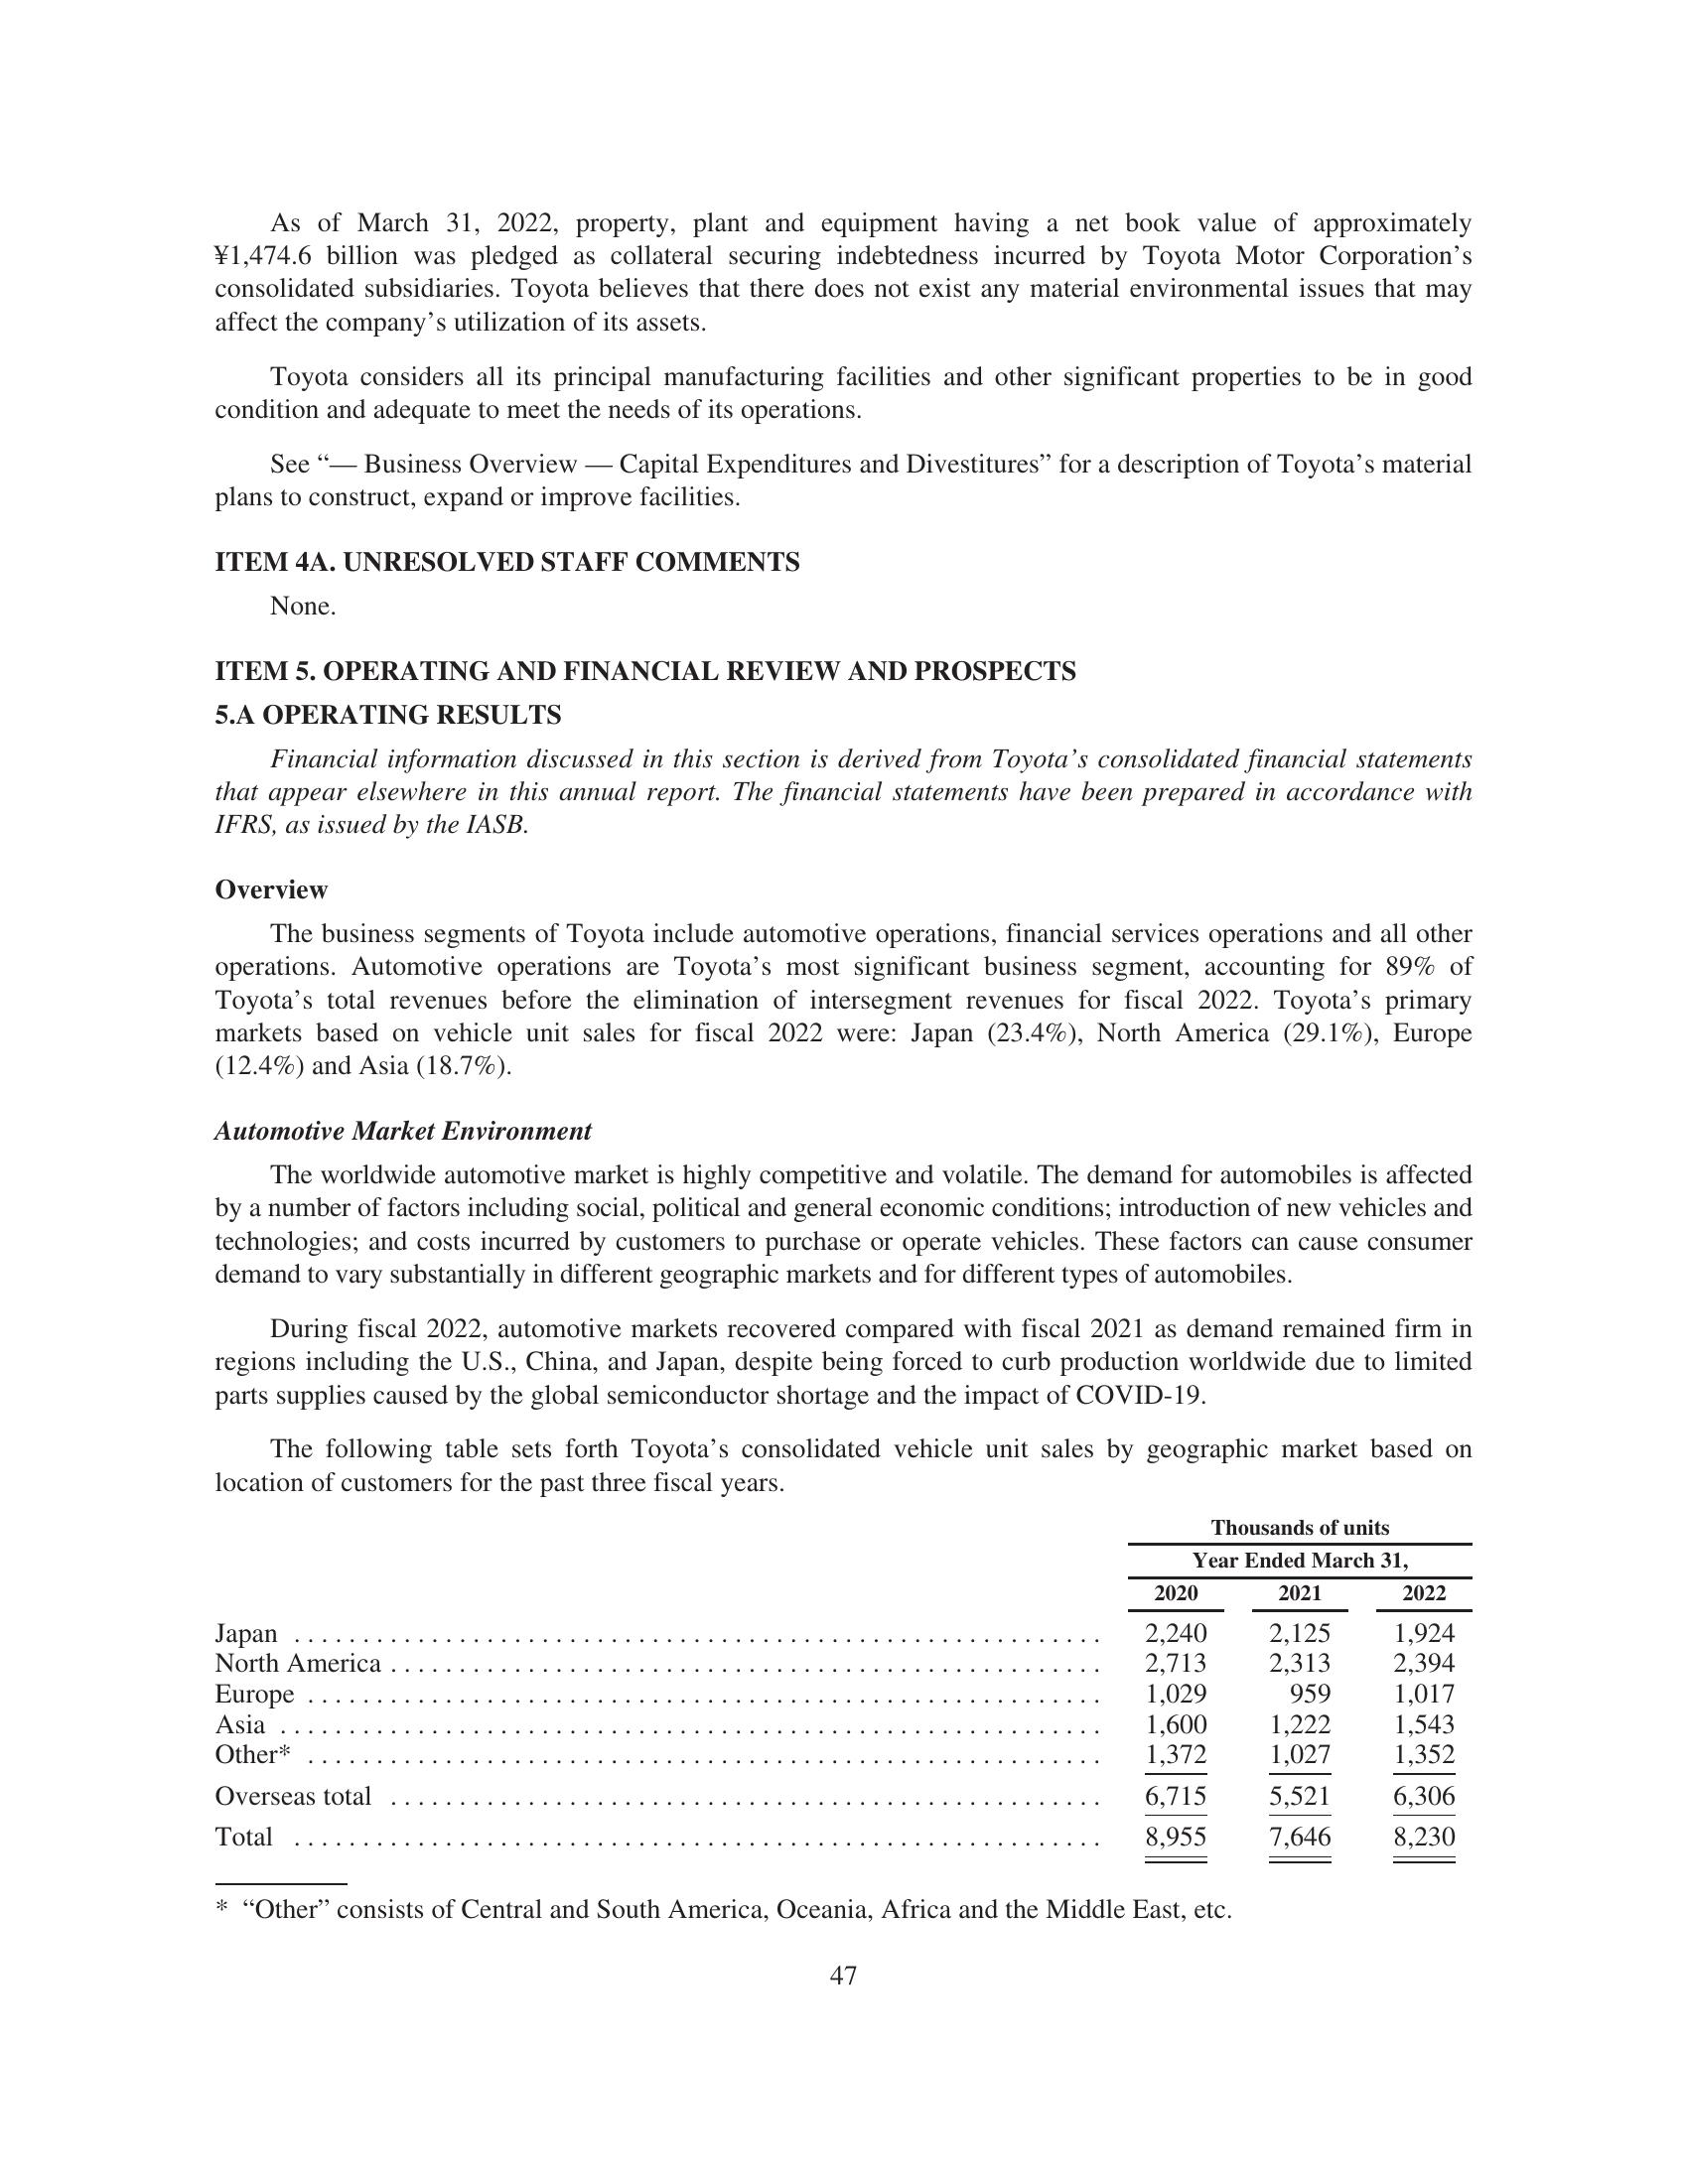 As of March 31, 2022, property, plant and equipment having a net book value of approximately
¥1,474.6 billion was pledged as collateral securing indebtedness incurred by Toyota Motor Corporation’s
consolidated subsidiaries. Toyota believes that there does not exist any material environmental issues that may
affect the company’s utilization of its assets.
Toyota considers all its principal manufacturing facilities and other significant properties to be in good
condition and adequate to meet the needs of its operations.
See “— Business Overview — Capital Expenditures and Divestitures” for a description of Toyota’s material
plans to construct, expand or improve facilities.
ITEM 4A. UNRESOLVED STAFF COMMENTS
None.
ITEM 5. OPERATING AND FINANCIAL REVIEW AND PROSPECTS
5.A OPERATING RESULTS
Financial information discussed in this section is derived from Toyota’s consolidated financial statements
that appear elsewhere in this annual report. The financial statements have been prepared in accordance with
IFRS, as issued by the IASB.
Overview
The business segments of Toyota include automotive operations, financial services operations and all other
operations. Automotive operations are Toyota’s most significant business segment, accounting for 89% of
Toyota’s total revenues before the elimination of intersegment revenues for fiscal 2022. Toyota’s primary
markets based on vehicle unit sales for fiscal 2022 were: Japan (23.4%), North America (29.1%), Europe
(12.4%) and Asia (18.7%).
Automotive Market Environment
The worldwide automotive market is highly competitive and volatile. The demand for automobiles is affected
by a number of factors including social, political and general economic conditions; introduction of new vehicles and
technologies; and costs incurred by customers to purchase or operate vehicles. These factors can cause consumer
demand to vary substantially in different geographic markets and for different types of automobiles.
During fiscal 2022, automotive markets recovered compared with fiscal 2021 as demand remained firm in
regions including the U.S., China, and Japan, despite being forced to curb production worldwide due to limited
parts supplies caused by the global semiconductor shortage and the impact of COVID-19.
The following table sets forth Toyota’s consolidated vehicle unit sales by geographic market based on
location of customers for the past three fiscal years.
Thousands of units
Year Ended March 31,
2020 2021 2022
Japan 2,240 2,125 1,924
North America 2,713 2,313 2,394
Europe 1,029 959 1,017
Asia 1,600 1,222 1,543
Other* 1,372 1,027 1,352
Overseas total 6,715 5,521 6,306
Total 8,955 7,646 8,230
* “Other” consists of Central and South America, Oceania, Africa and the Middle East, etc.
47